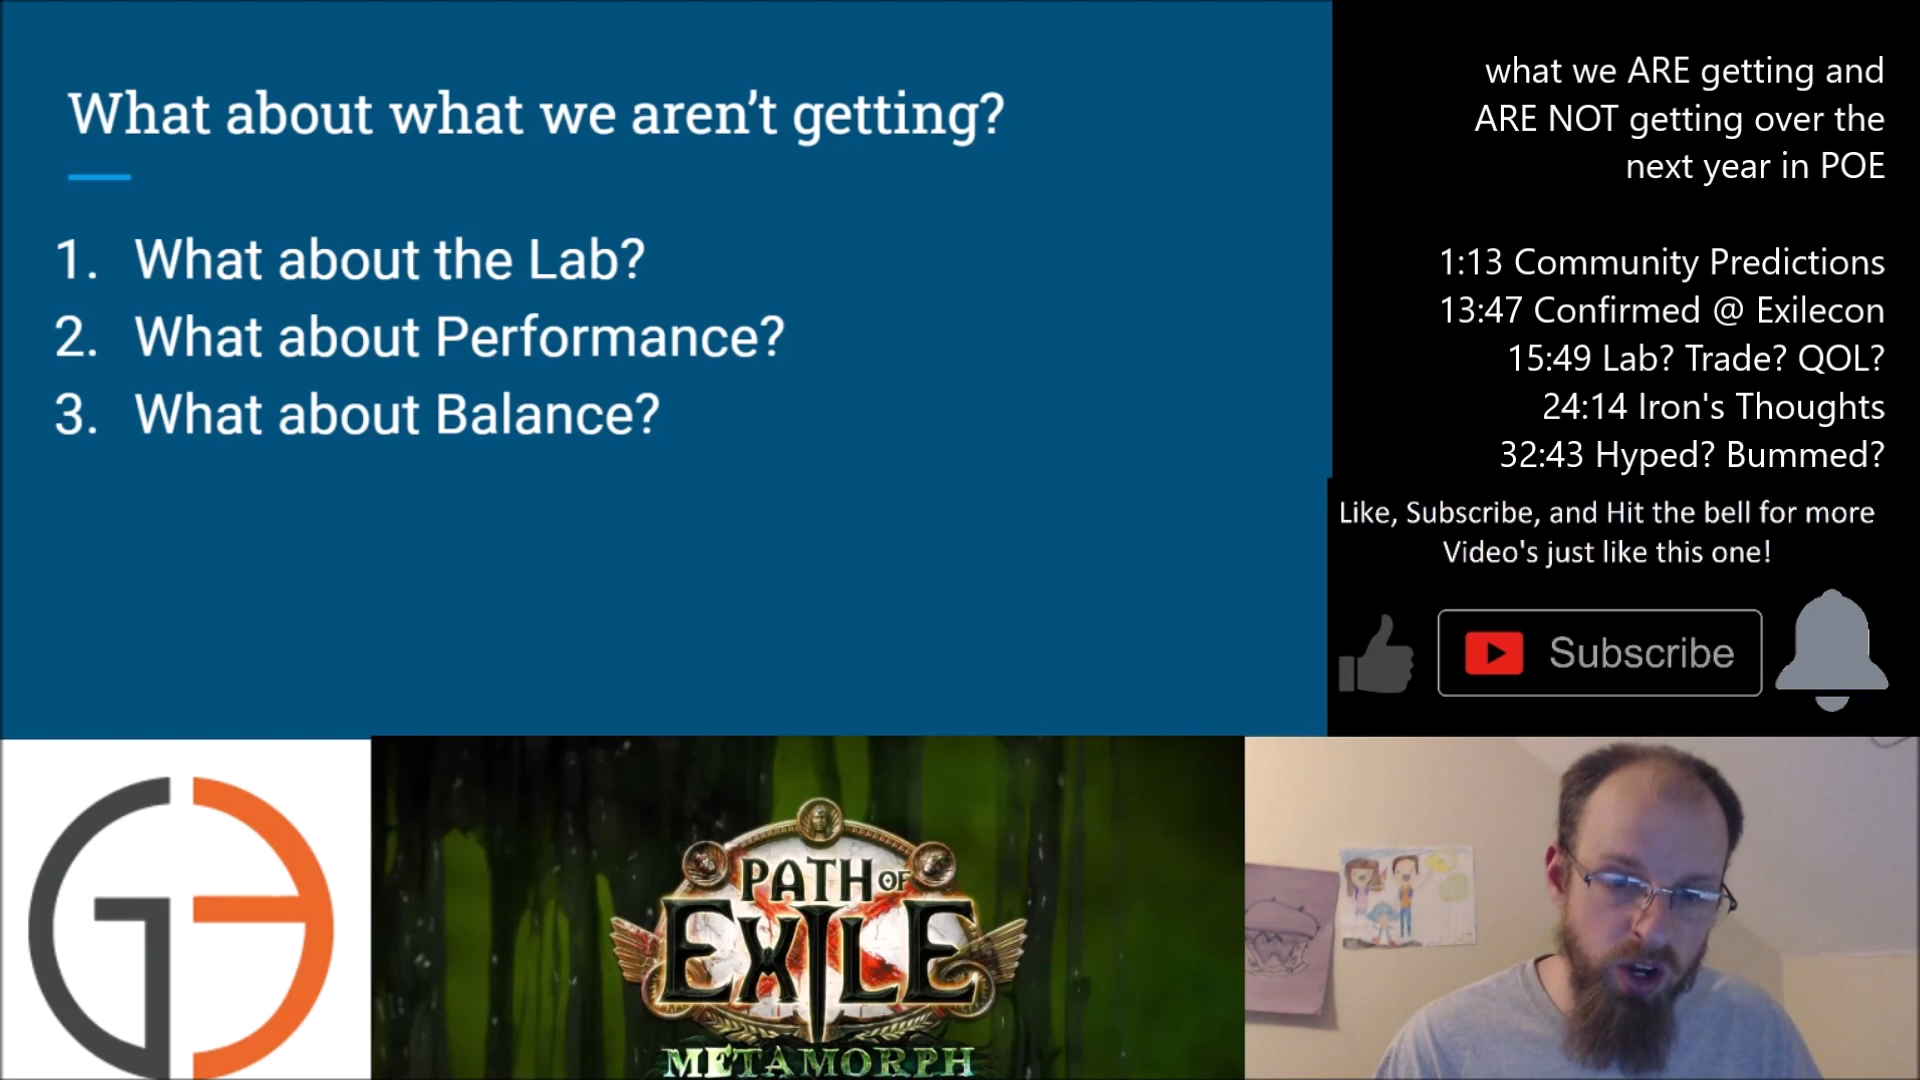 What about what we aren't getting?
1. What about the Lab?
2. What about Performance?
3. What about Balance?
what we ARE getting and
ARE NOT getting over the
next year in POE
1:13 Community Predictions
13:47 Confirmed @ Exilecon
15:49 Lab? Trade? QOL?
24:14 Iron's Thoughts
32:43 Hyped? Bummed?
Like, Subscribe, and Hit the bell for more
Video's just like this one!
Subscribe
PATH OF
EXILE
METAMORPH